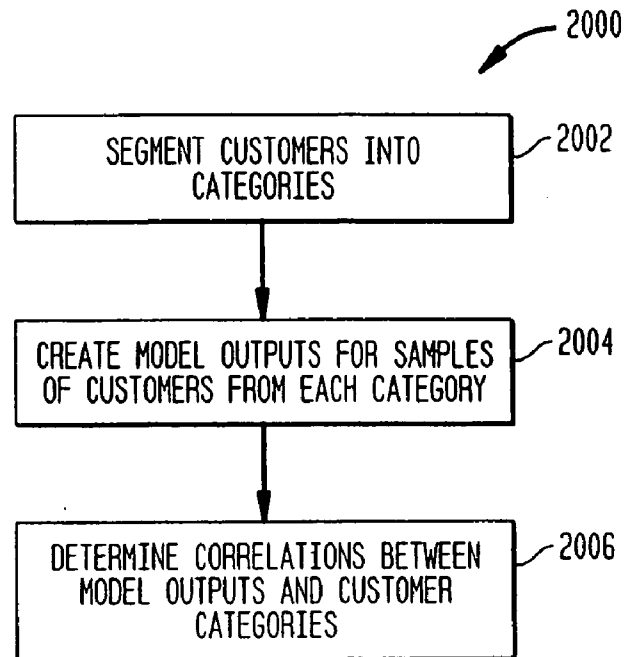 2000
SEGMENT CUSTOMERS INTO
CATEGORIES
2002
CREATE MODEL OUTPUTS FOR SAMPLES
OF CUSTOMERS FROM EACH CATEGORY
2004
DETERMINE CORRELATIONS BETWEEN
MODEL OUTPUTS AND CUSTOMER
CATEGORIES
2006